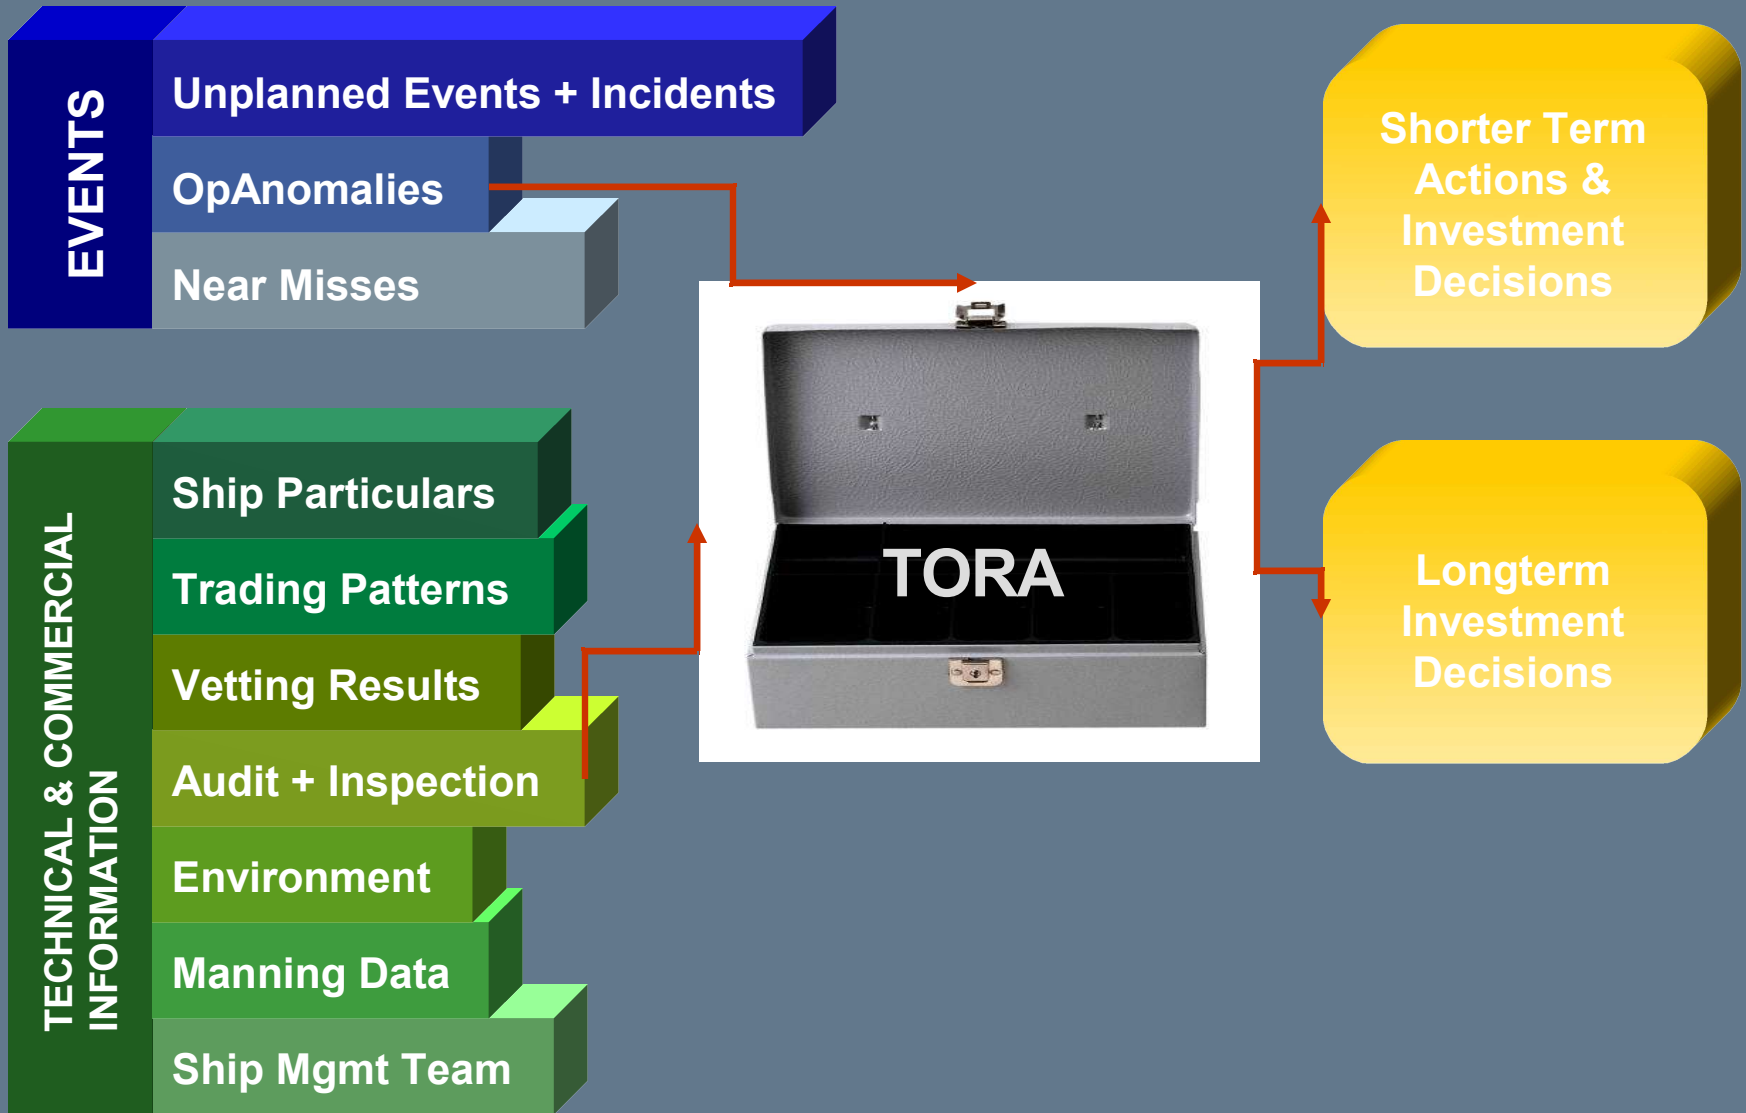 EVENTS
Unplanned Events + Incidents
OpAnomalies
Near Misses
TECHNICAL & COMMERCIAL
INFORMATION
Ship Particulars
Trading Patterns
Vetting Results
Audit + Inspection
Environment
Manning Data
Ship Mgmt Team
TORA
Shorter Term
Actions &
Investment
Decisions
Longterm
Investment
Decisions